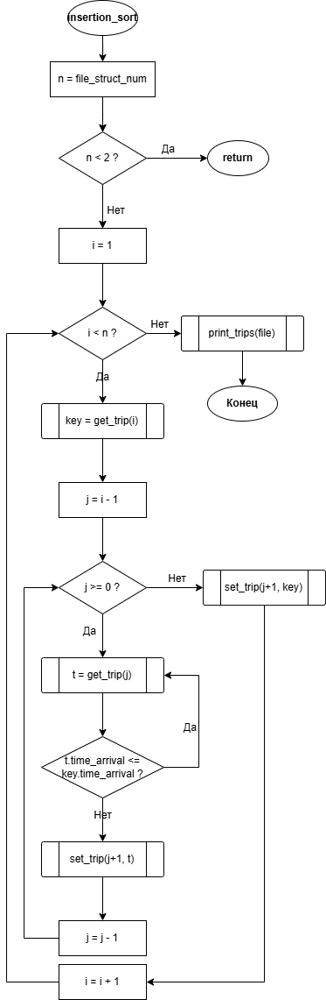 insertion_sort
n = file_struct_num
n < 2 ?
Да
return
Нет
i = 1
i < n ?
Нет
print_trips(file)
Да
Конец
key = get_trip(i)
j = i - 1
j >= 0 ?
Нет
set_trip(j+1, key)
Да
t = get_trip(j)
Да
t.time_arrival <=
key.time_arrival ?
Нет
set_trip(j+1, t)
j = j - 1
i = i + 1